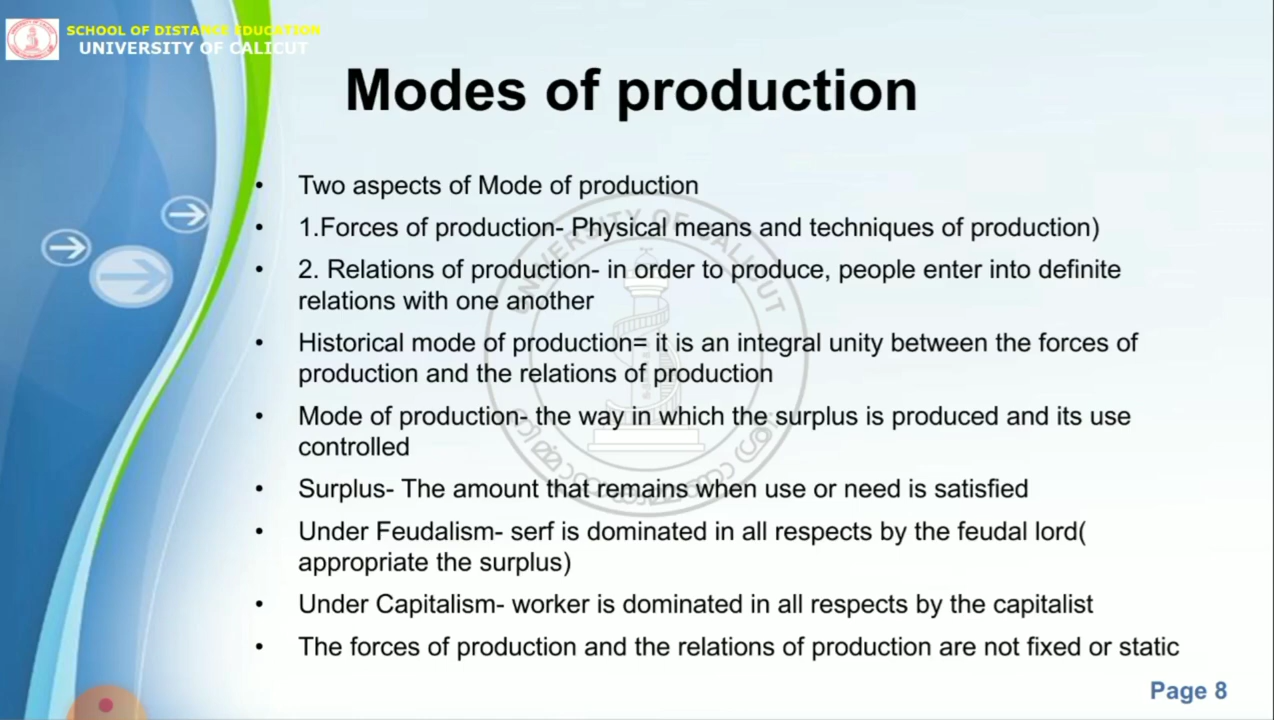 SCHOOL OF DISTANCE EDUCATION
UNIVERSITY OF CALICUT
Modes of production
• Two aspects of Mode of production
• 1.Forces of production- Physical means and techniques of production)
• 2. Relations of production- in order to produce, people enter into definite
relations with one another
• Historical mode of production= it is an integral unity between the forces of
production and the relations of production
• Mode of production- the way in which the surplus is produced and its use
controlled
• Surplus- The amount that remains when use or need is satisfied
• Under Feudalism- serf is dominated in all respects by the feudal lord(
appropriate the surplus)
• Under Capitalism- worker is dominated in all respects by the capitalist
• The forces of production and the relations of production are not fixed or static
Page 8
UNIVERSITY OF CALICUT